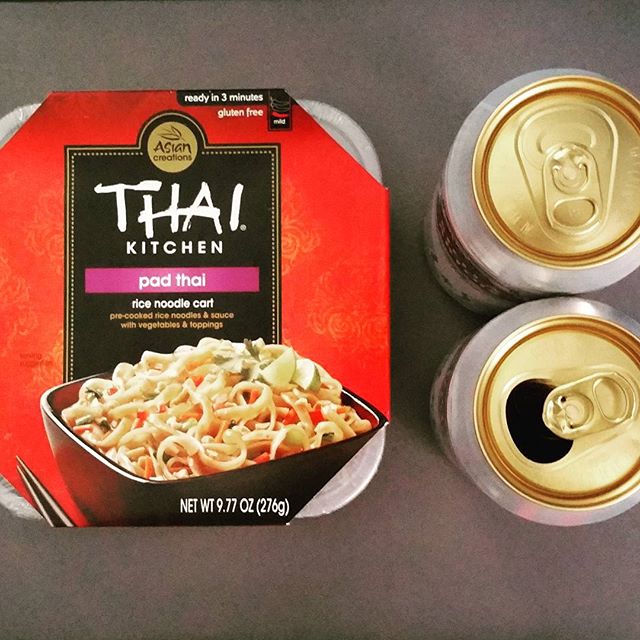 ready in 3 minutes
gluten free
mild
Asian
creations
THAI®
KITCHEN
pad thai
rice noodle cart
pre-cooked rice noodles & sauce
with vegetables & toppings
serving
NET WT 9.77 OZ (276g)